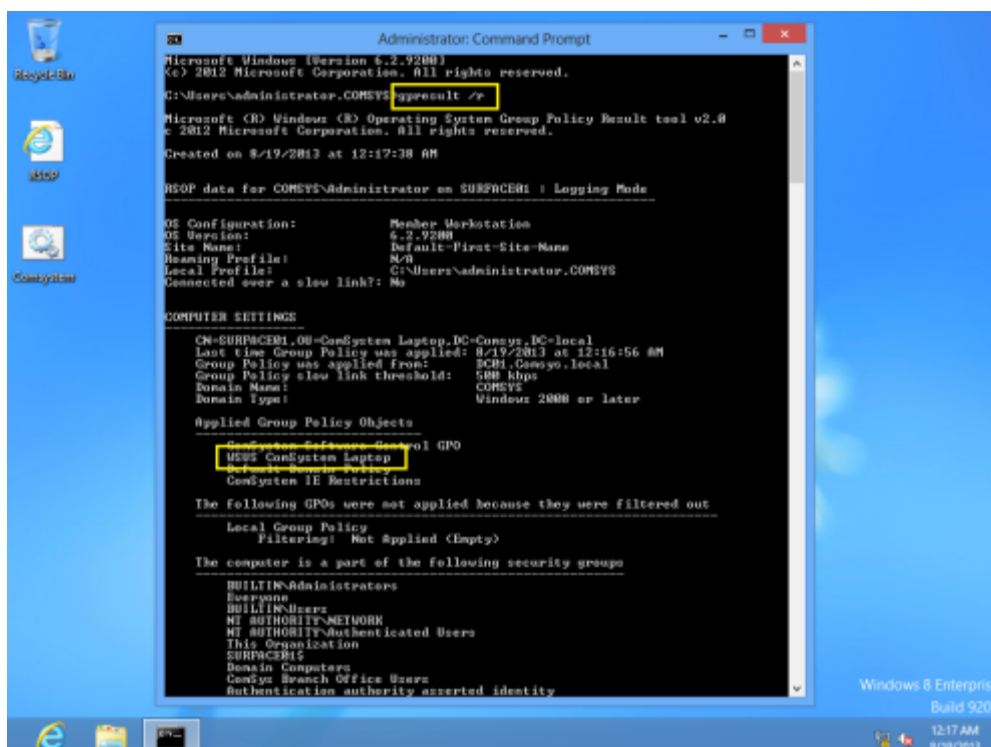 Recycle Bin
RSOP
Comsystem
Administrator: Command Prompt
Microsoft Windows [Version 6.2.9200]
(c) 2012 Microsoft Corporation. All rights reserved.
C:\Users\administrator.COMSYS>gpresult /r
Microsoft (R) Windows (R) Operating System Group Policy Result tool v2.0
c 2012 Microsoft Corporation. All rights reserved.
Created on 8/19/2013 at 12:17:38 AM
RSOP data for COMSYS\Administrator on SURFACE01 : Logging Mode
OS Configuration: Member Workstation
OS Version: 6.2.9200
Site Name: Default-First-Site-Name
Roaming Profile: N/A
Local Profile: C:\Users\administrator.COMSYS
Connected over a slow link?: No
COMPUTER SETTINGS
CN=SURFACE01,OU=ComSystem Laptop,DC=Comsys,DC=local
Last time Group Policy was applied: 8/19/2013 at 12:16:56 AM
Group Policy was applied from: DC01.Comsys.local
Group Policy slow link threshold: 500 kbps
Domain Name: COMSYS
Domain Type: Windows 2008 or later
Applied Group Policy Objects
ComSystem Software Control GPO
WSUS ComSystem Laptop
Default Domain Policy
ComSystem IE Restrictions
The following GPOs were not applied because they were filtered out
Local Group Policy
Filtering: Not Applied (Empty)
The computer is a part of the following security groups
BUILTIN\Administrators
Everyone
BUILTIN\Users
NT AUTHORITY\NETWORK
NT AUTHORITY\Authenticated Users
This Organization
SURFACE01$
Domain Computers
ComSys Branch Office Users
Authentication authority asserted identity
Windows 8 Enterpris
Build 920
12:17 AM
8/19/2013